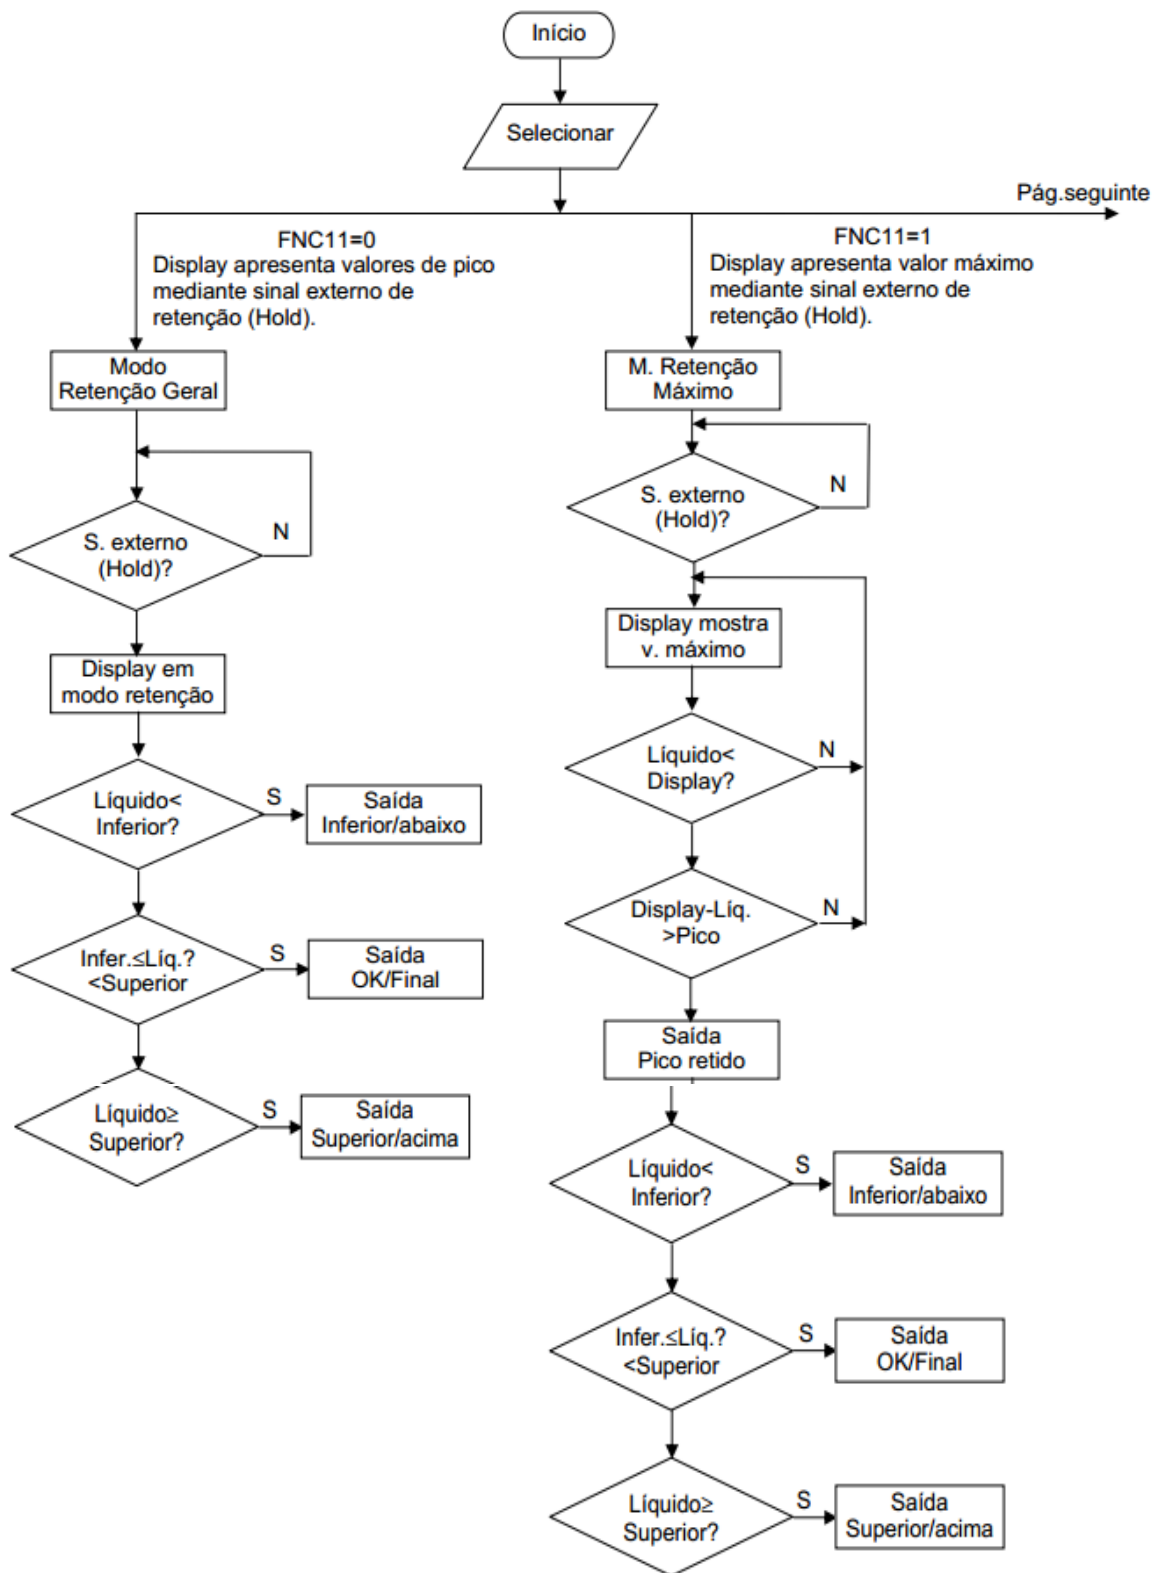 Início
Selecionar
Pág.seguinte
FNC11=0
Display apresenta valores de pico
mediante sinal externo de
retenção (Hold).
Modo
Retenção Geral
S. externo
(Hold)?
N
Display em
modo retenção
Líquido<
Inferior?
S
Saída
Inferior/abaixo
Infer.≤Líq.?
<Superior
S
Saída
OK/Final
Líquido≥
Superior?
S
Saída
Superior/acima
FNC11=1
Display apresenta valor máximo
mediante sinal externo de
retenção (Hold).
M. Retenção
Máximo
S. externo
(Hold)?
N
Display mostra
v. máximo
Líquido<
Display?
N
Display-Líq.
>Pico
N
Saída
Pico retido
Líquido<
Inferior?
S
Saída
Inferior/abaixo
Infer.≤Líq.?
<Superior
S
Saída
OK/Final
Líquido≥
Superior?
S
Saída
Superior/acima